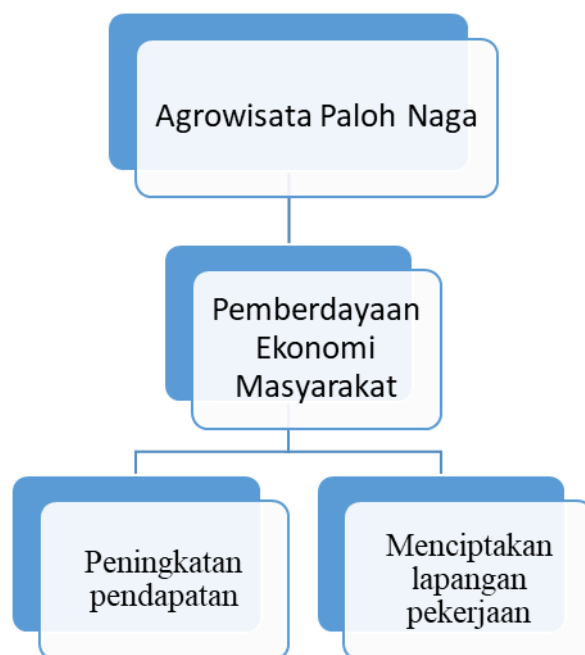 Agrowisata Paloh Naga
Pemberdayaan
Ekonomi
Masyarakat
Peningkatan
pendapatan
Menciptakan
lapangan
pekerjaan